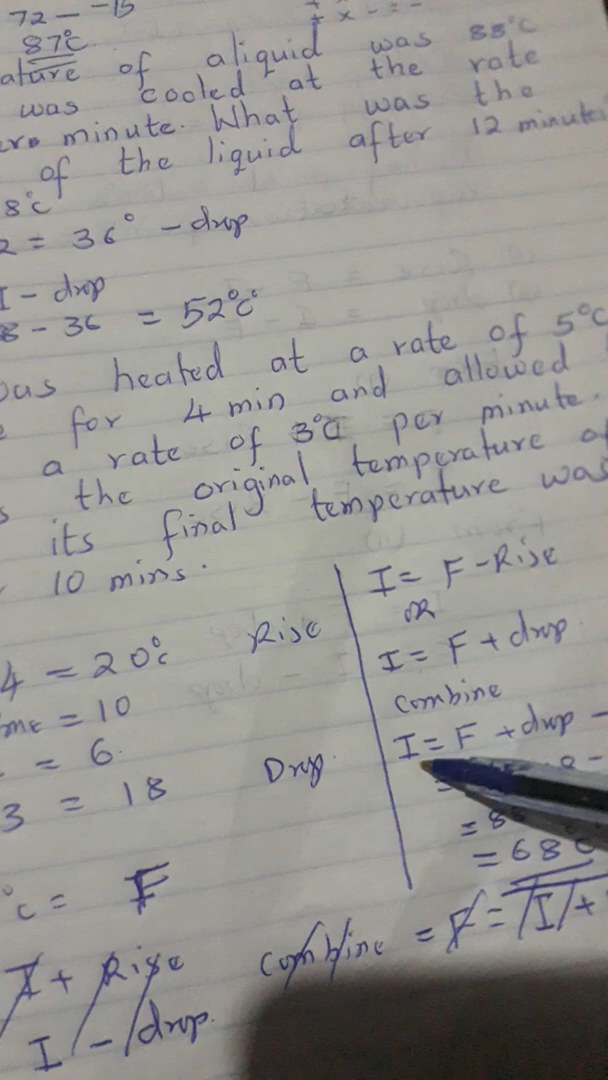 72 - -15
+ x - = -
87°C
ature of aliquid was 88°C
was cooled at the rate
minute. What was the
of the liquid after 12 minutes
8°C
2 = 36° - drop
I - drop
8 - 36 = 52°C
was heated at a rate of 5°C
for 4 min and allowed
a rate of 3°C per minute.
s the original temperature of
its final temperature was
10 mins.
4 = 20°C Rise
me = 10
= 6
3 = 18 Drop
°C = F
I + Rise
I - drop
I = F - Rise
OR
I = F + drop
Combine
I = F + drop -
= 8
= 68°C
Combine = F = I +